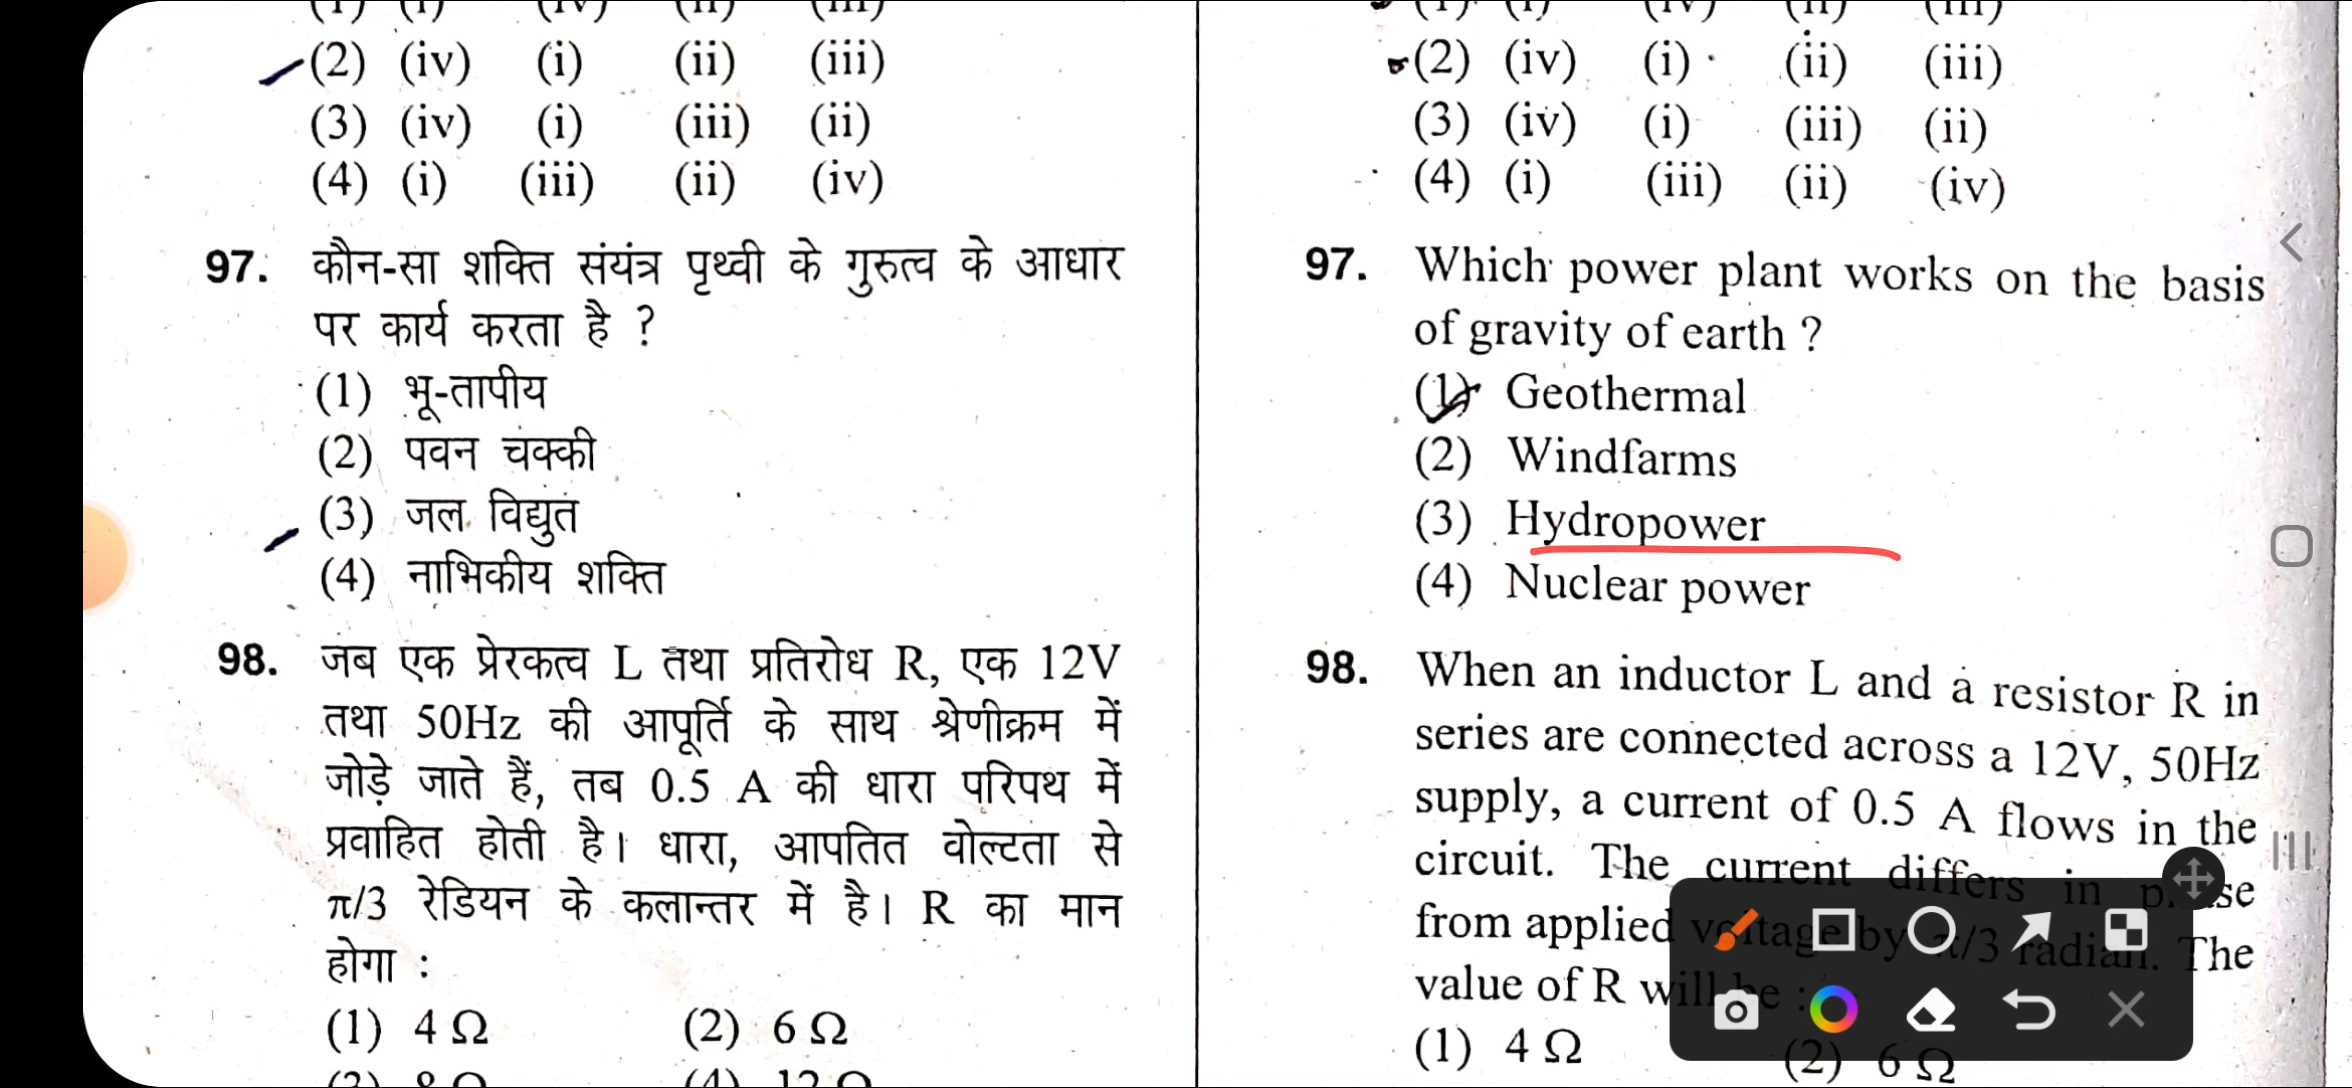 (2) (iv) (i) (ii) (iii)
(3) (iv) (i) (iii) (ii)
(4) (i) (iii) (ii) (iv)
97. कौन-सा शक्ति संयंत्र पृथ्वी के गुरुत्व के आधार
पर कार्य करता है ?
(1) भू-तापीय
(2) पवन चक्की
(3) जल विद्युत
(4) नाभिकीय शक्ति
98. जब एक प्रेरकत्व L तथा प्रतिरोध R, एक 12V
तथा 50Hz की आपूर्ति के साथ श्रेणीक्रम में
जोड़े जाते हैं, तब 0.5 A की धारा परिपथ में
प्रवाहित होती है। धारा, आपतित वोल्टता से
π/3 रेडियन के कलान्तर में है। R का मान
होगा :
(1) 4 Ω (2) 6 Ω
(2) (iv) (i) (ii) (iii)
(3) (iv) (i) (iii) (ii)
(4) (i) (iii) (ii) (iv)
97. Which power plant works on the basis
of gravity of earth ?
(1) Geothermal
(2) Windfarms
(3) Hydropower
(4) Nuclear power
98. When an inductor L and a resistor R in
series are connected across a 12V, 50Hz
supply, a current of 0.5 A flows in the
circuit. The current differs in
from applied voltage by π/3 radian. The
value of R will be :
(1) 4 Ω (2) 6 Ω